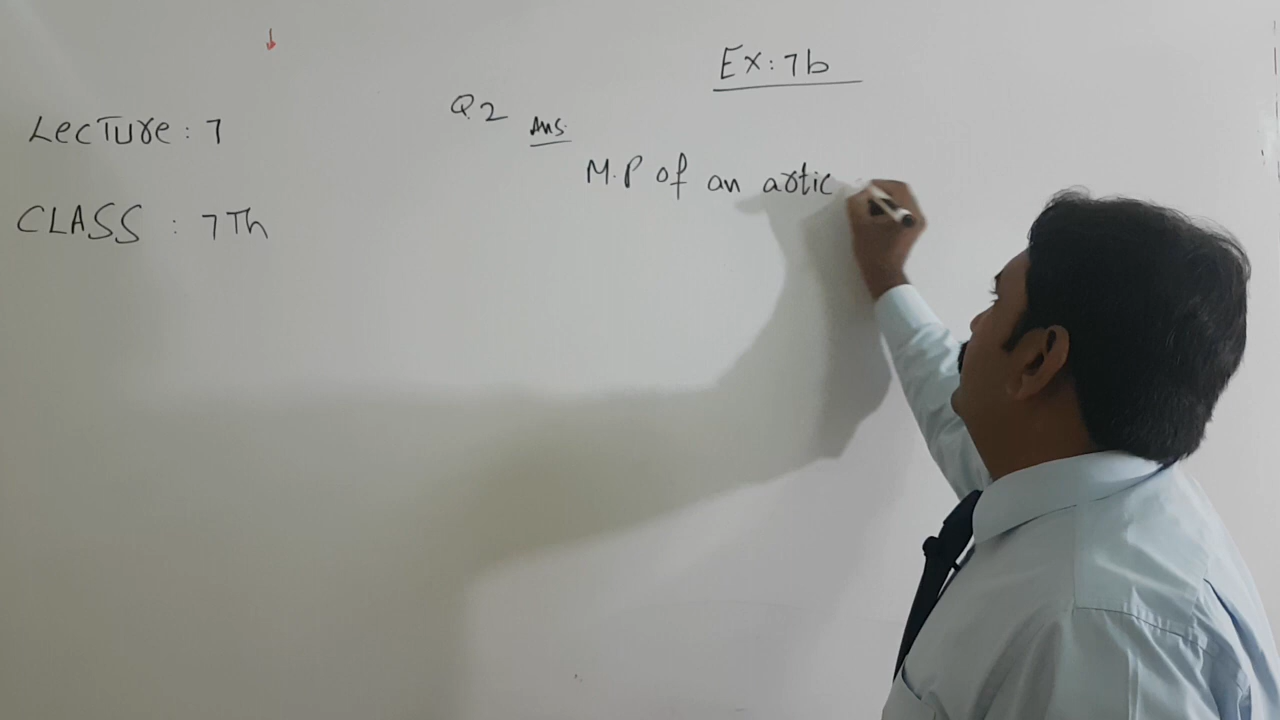 Ex: 7b
Lecture: 7
Q.2 Ans.
M.P of an artic
CLASS : 7Th